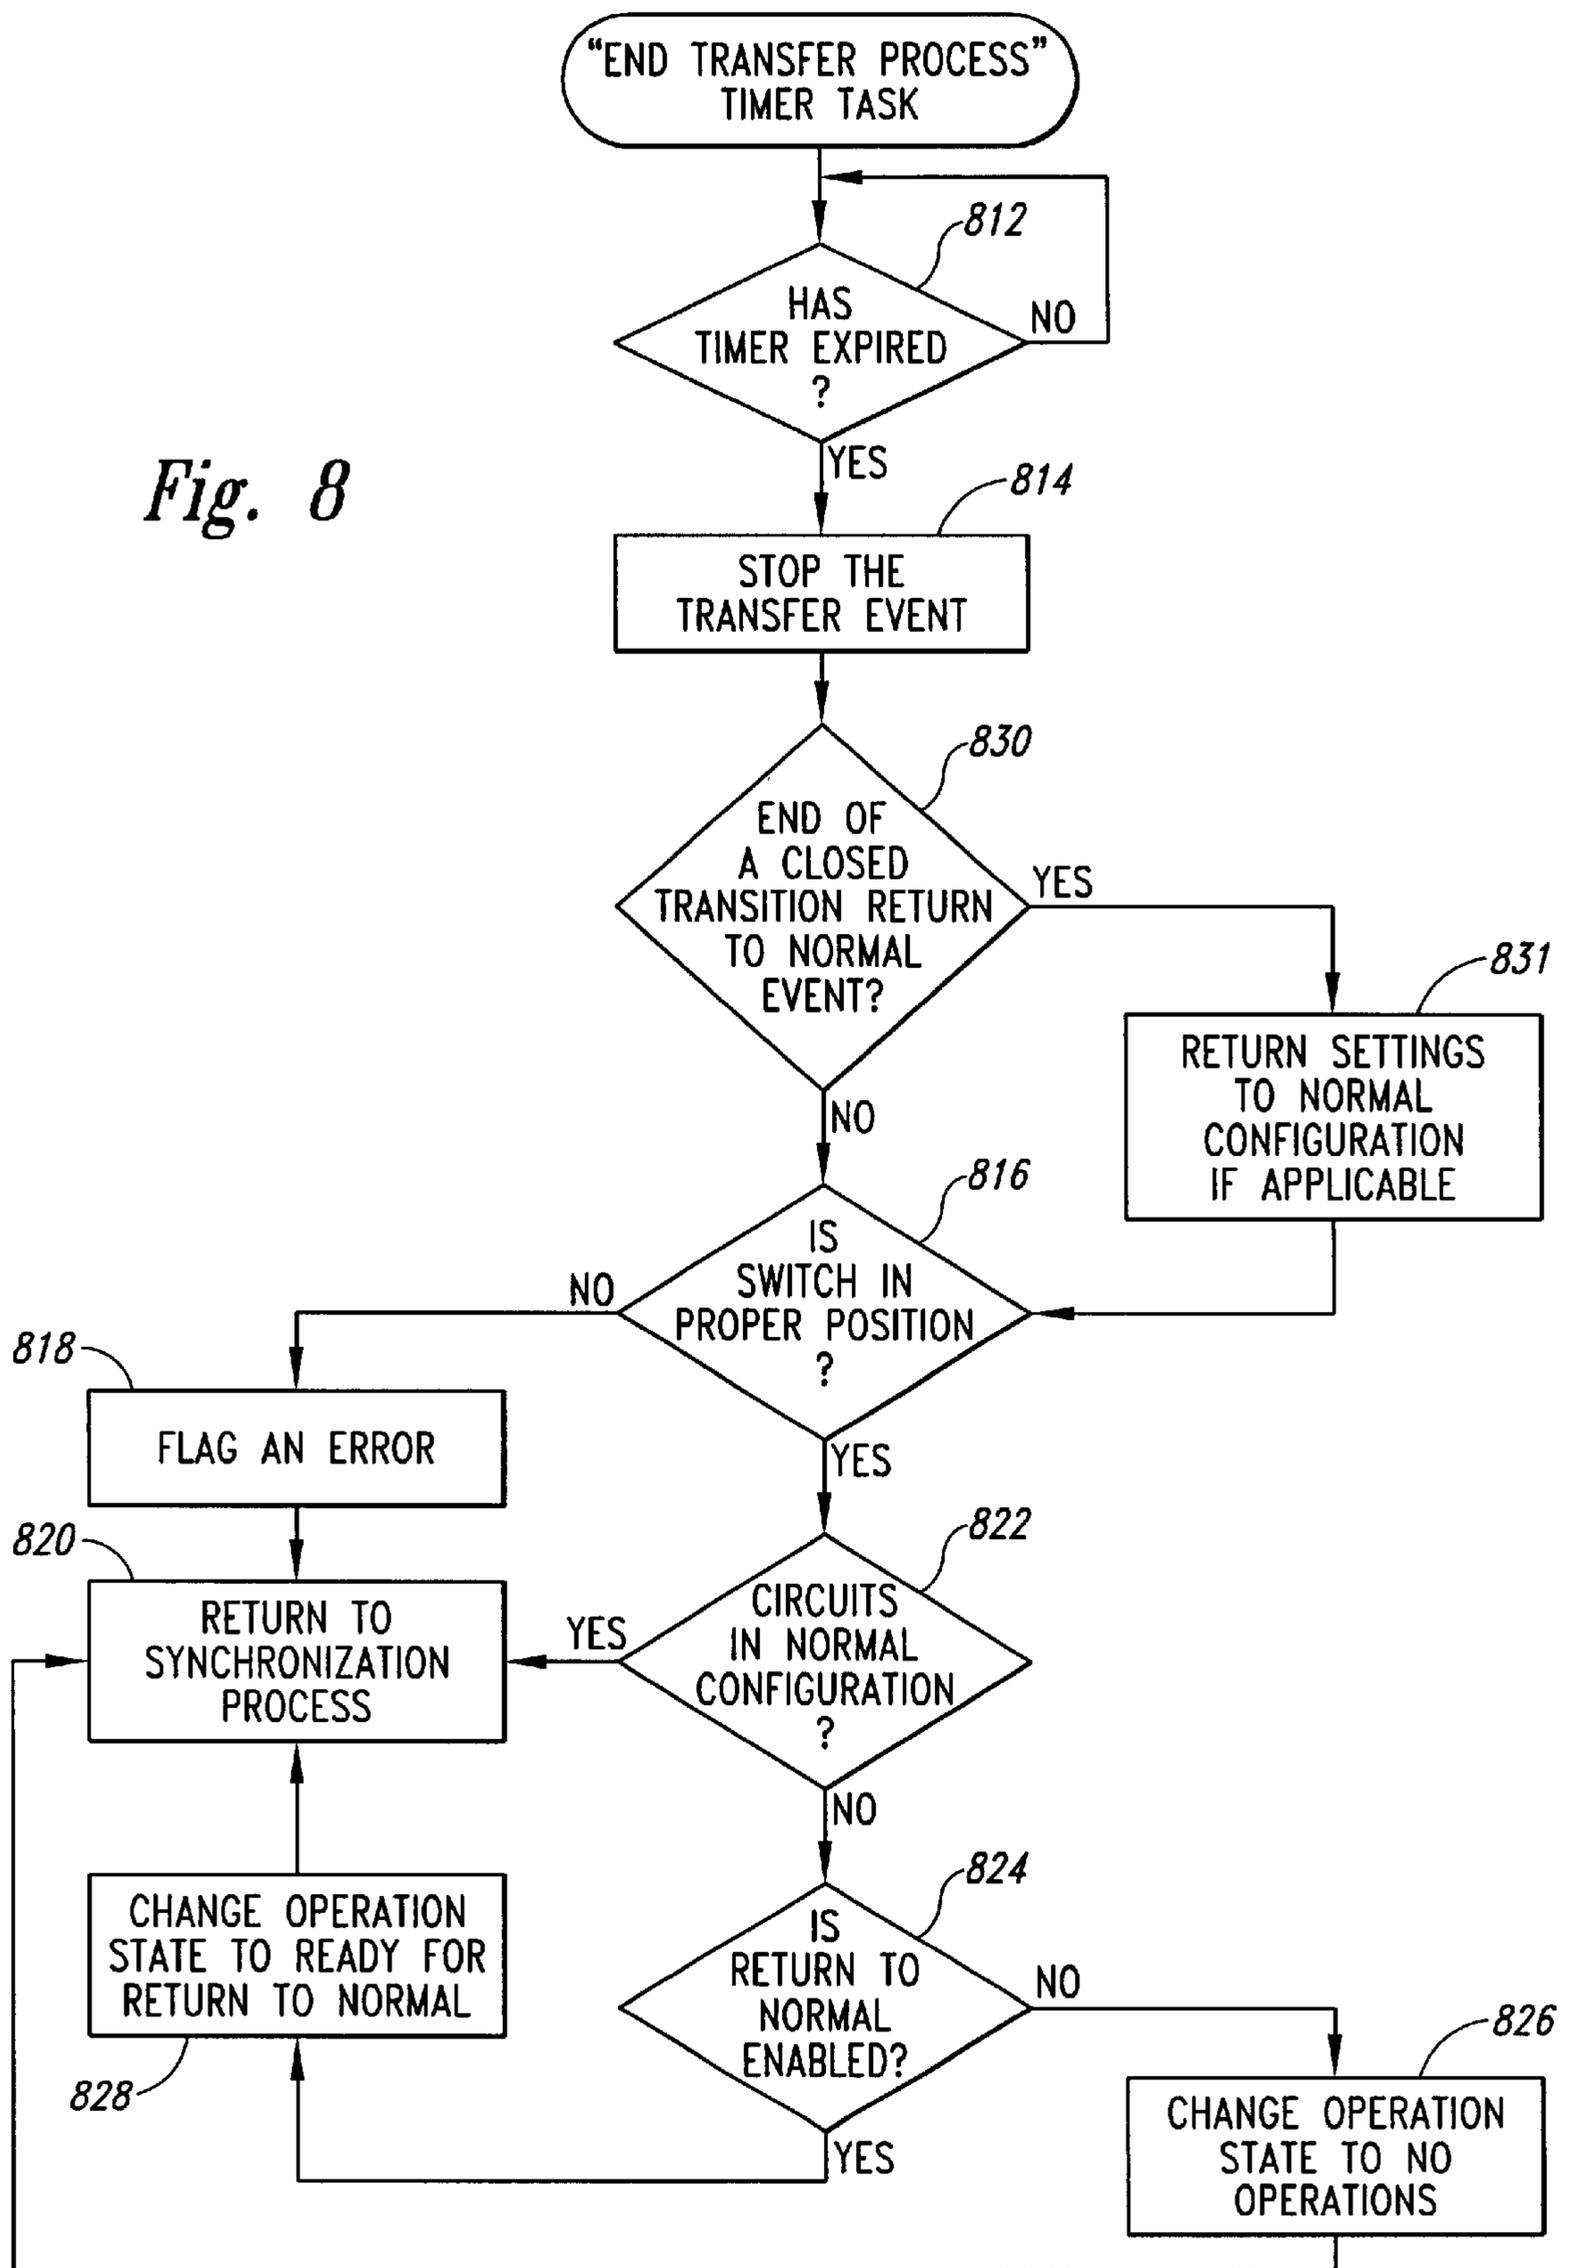 “END TRANSFER PROCESS”
TIMER TASK
812
HAS
TIMER EXPIRED
?
NO
YES
Fig. 8
814
STOP THE
TRANSFER EVENT
830
END OF
A CLOSED
TRANSITION RETURN
TO NORMAL
EVENT?
YES
NO
831
RETURN SETTINGS
TO NORMAL
CONFIGURATION
IF APPLICABLE
816
IS
SWITCH IN
PROPER POSITION
?
NO
YES
818
FLAG AN ERROR
820
RETURN TO
SYNCHRONIZATION
PROCESS
822
CIRCUITS
IN NORMAL
CONFIGURATION
?
YES
NO
824
IS
RETURN TO
NORMAL
ENABLED?
NO
YES
CHANGE OPERATION
STATE TO READY FOR
RETURN TO NORMAL
828
826
CHANGE OPERATION
STATE TO NO
OPERATIONS